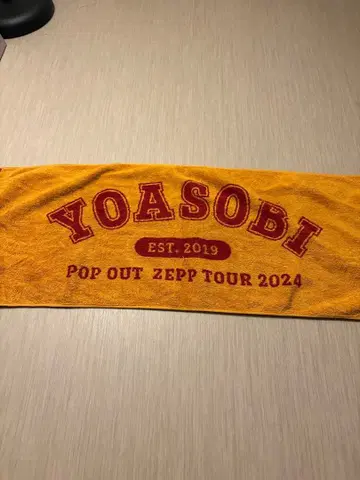 YOASOBI
EST. 2019
POP OUT ZEPP TOUR 2024